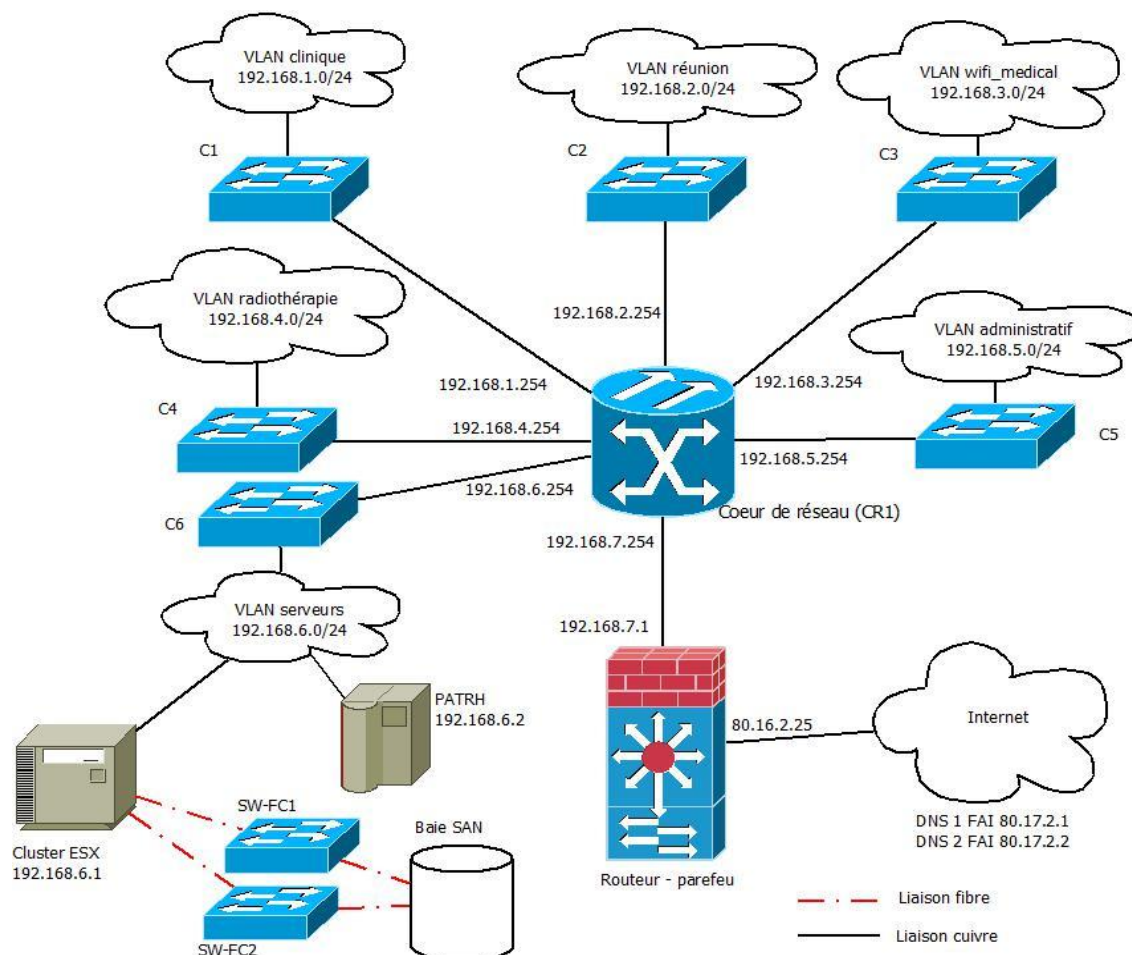 VLAN clinique
192.168.1.0/24
VLAN réunion
192.168.2.0/24
VLAN wifi_medical
192.168.3.0/24
C1
C2
C3
VLAN radiothérapie
192.168.4.0/24
192.168.2.254
VLAN administratif
192.168.5.0/24
192.168.1.254
192.168.3.254
C4
192.168.4.254
C5
192.168.5.254
192.168.6.254
C6
Coeur de réseau (CR1)
192.168.7.254
VLAN serveurs
192.168.6.0/24
192.168.7.1
PATRH
192.168.6.2
80.16.2.25
Internet
SW-FC1
Baie SAN
DNS 1 FAI 80.17.2.1
DNS 2 FAI 80.17.2.2
Cluster ESX
192.168.6.1
Routeur - parefeu
Liaison fibre
SW-FC2
Liaison cuivre